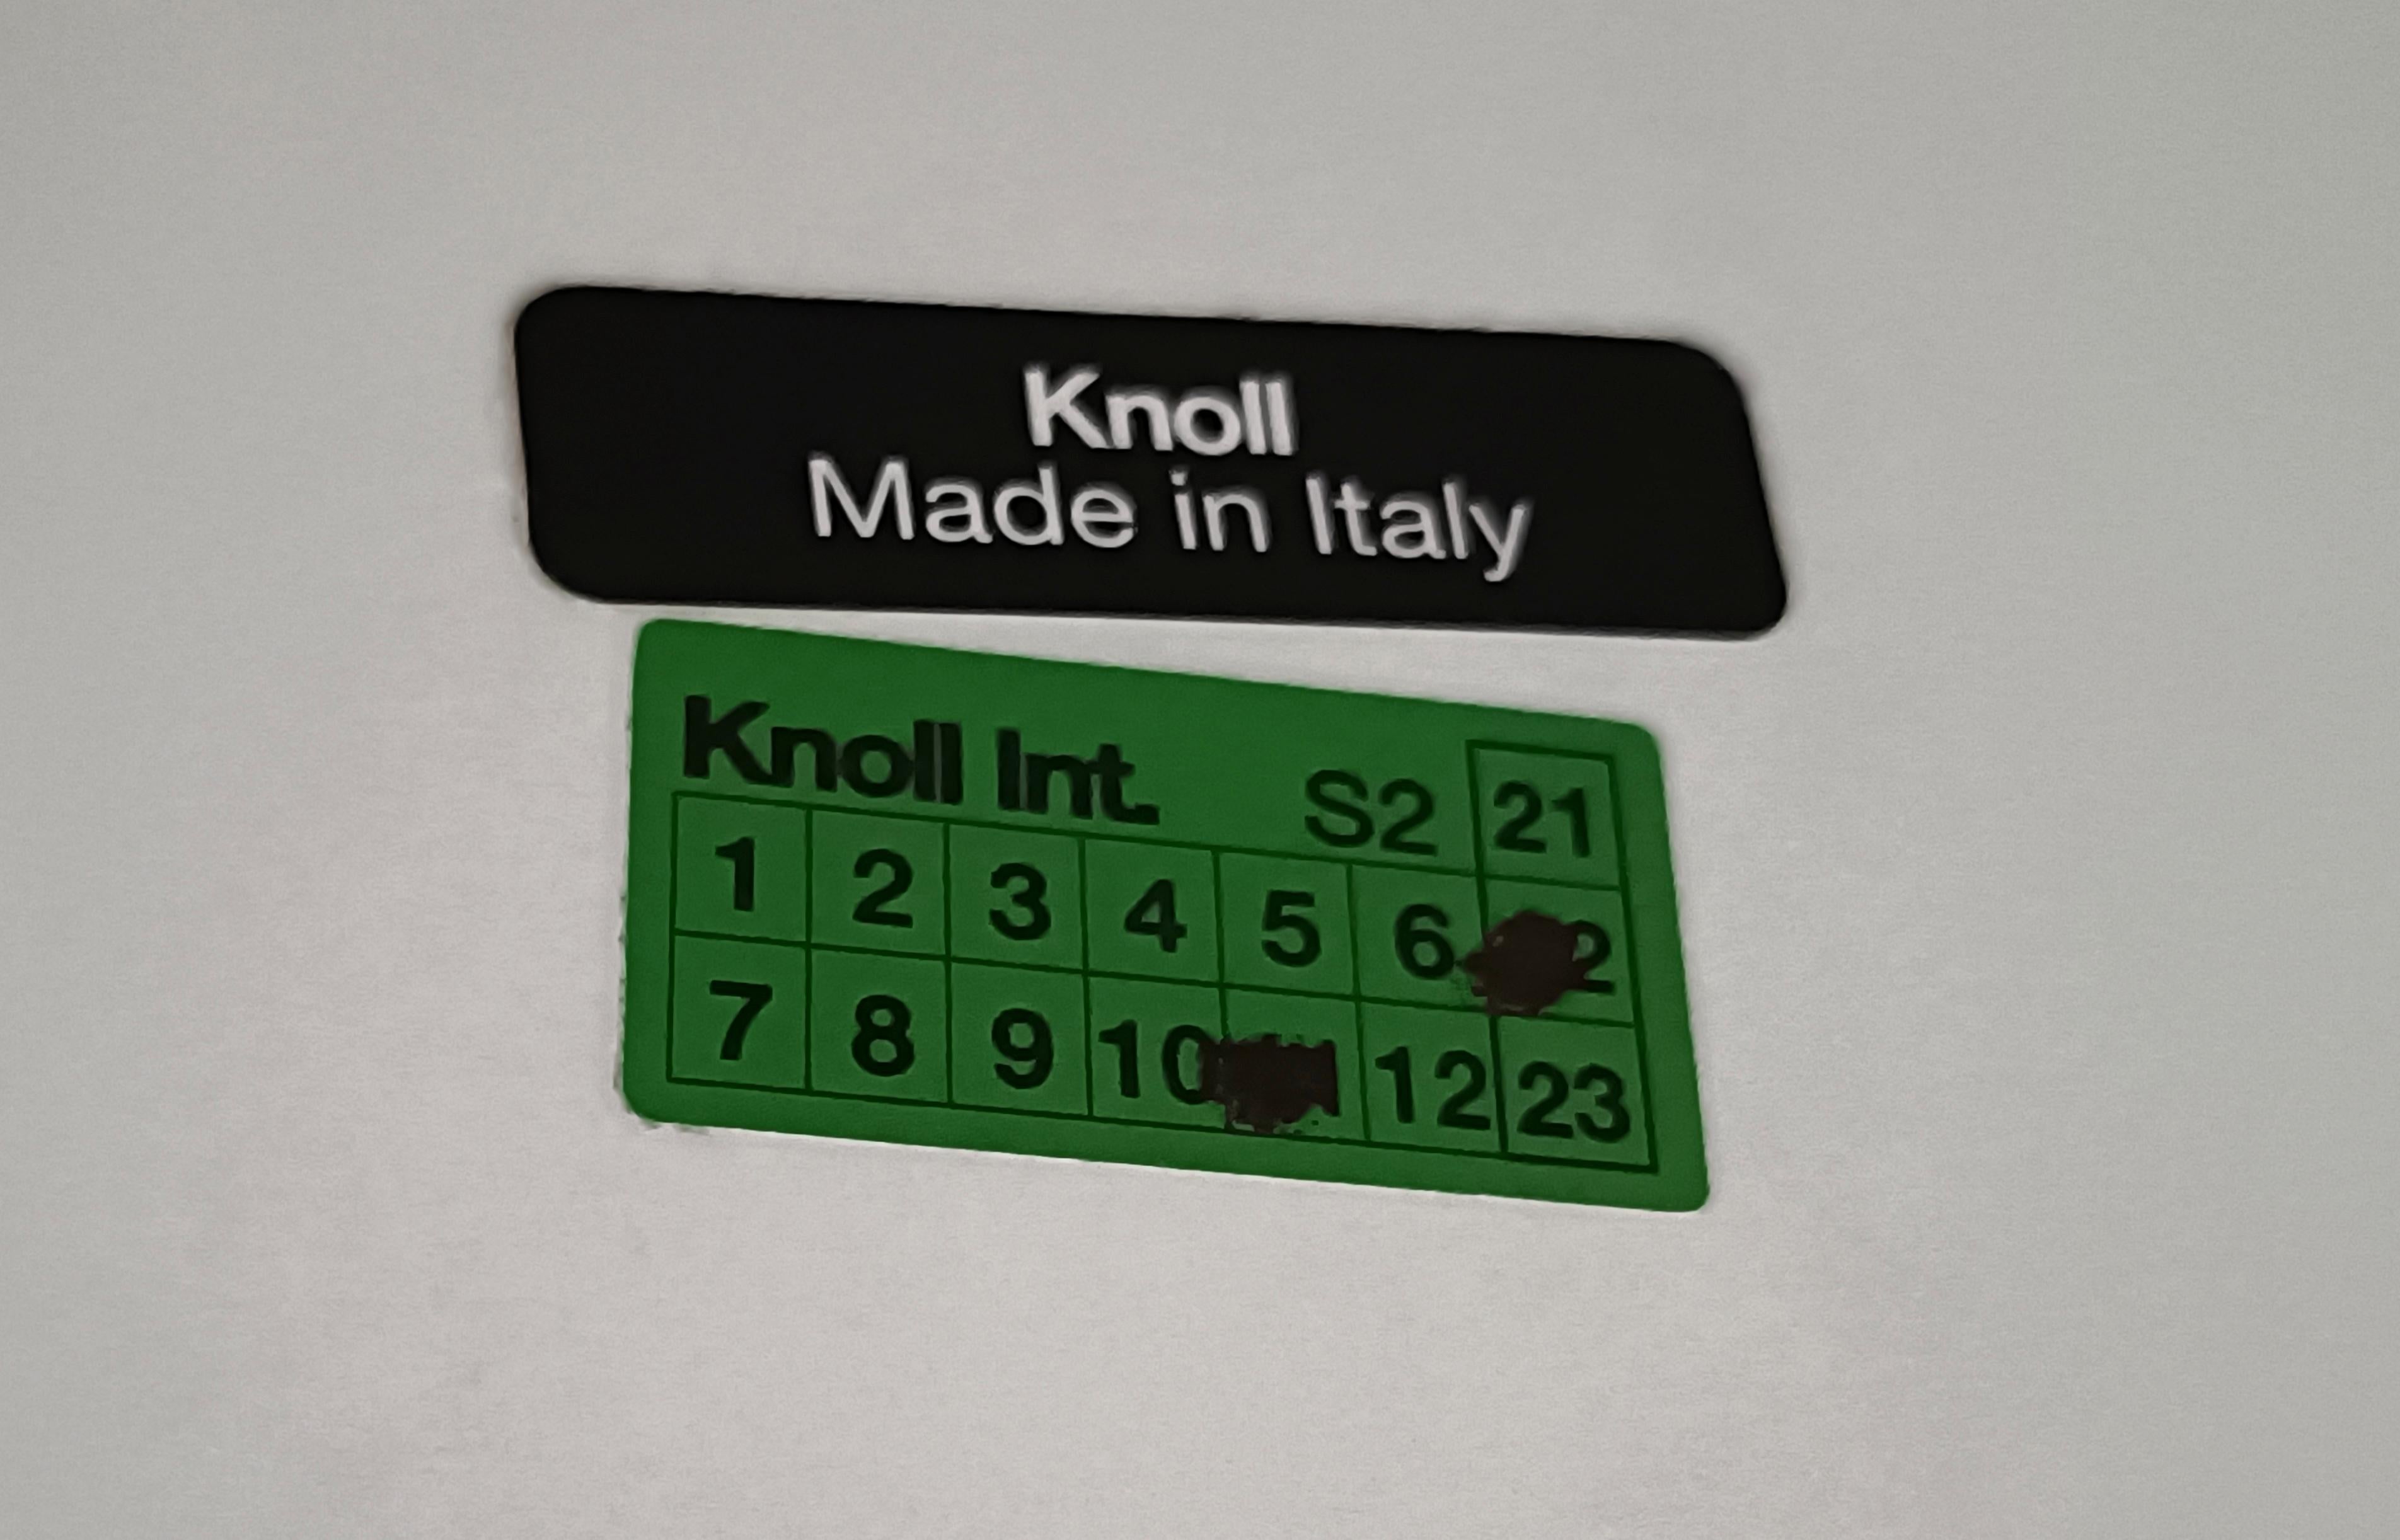 Knoll
Made in Italy
Knoll Int. S2 21
1 2 3 4 5 6
7 8 9 10 12 23